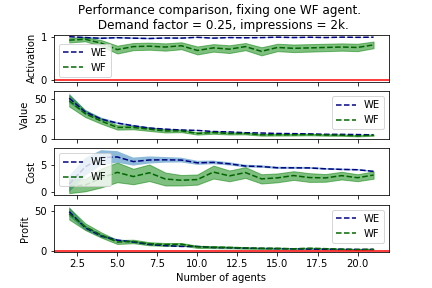 Performance comparison, fixing one WF agent.
Demand factor = 0.25, impressions = 2k.
Activation
1
0
WE
WF
Value
50
25
0
WE
WF
Cost
5
0
WE
WF
Profit
50
0
WE
WF
2.5 5.0 7.5 10.0 12.5 15.0 17.5 20.0
Number of agents